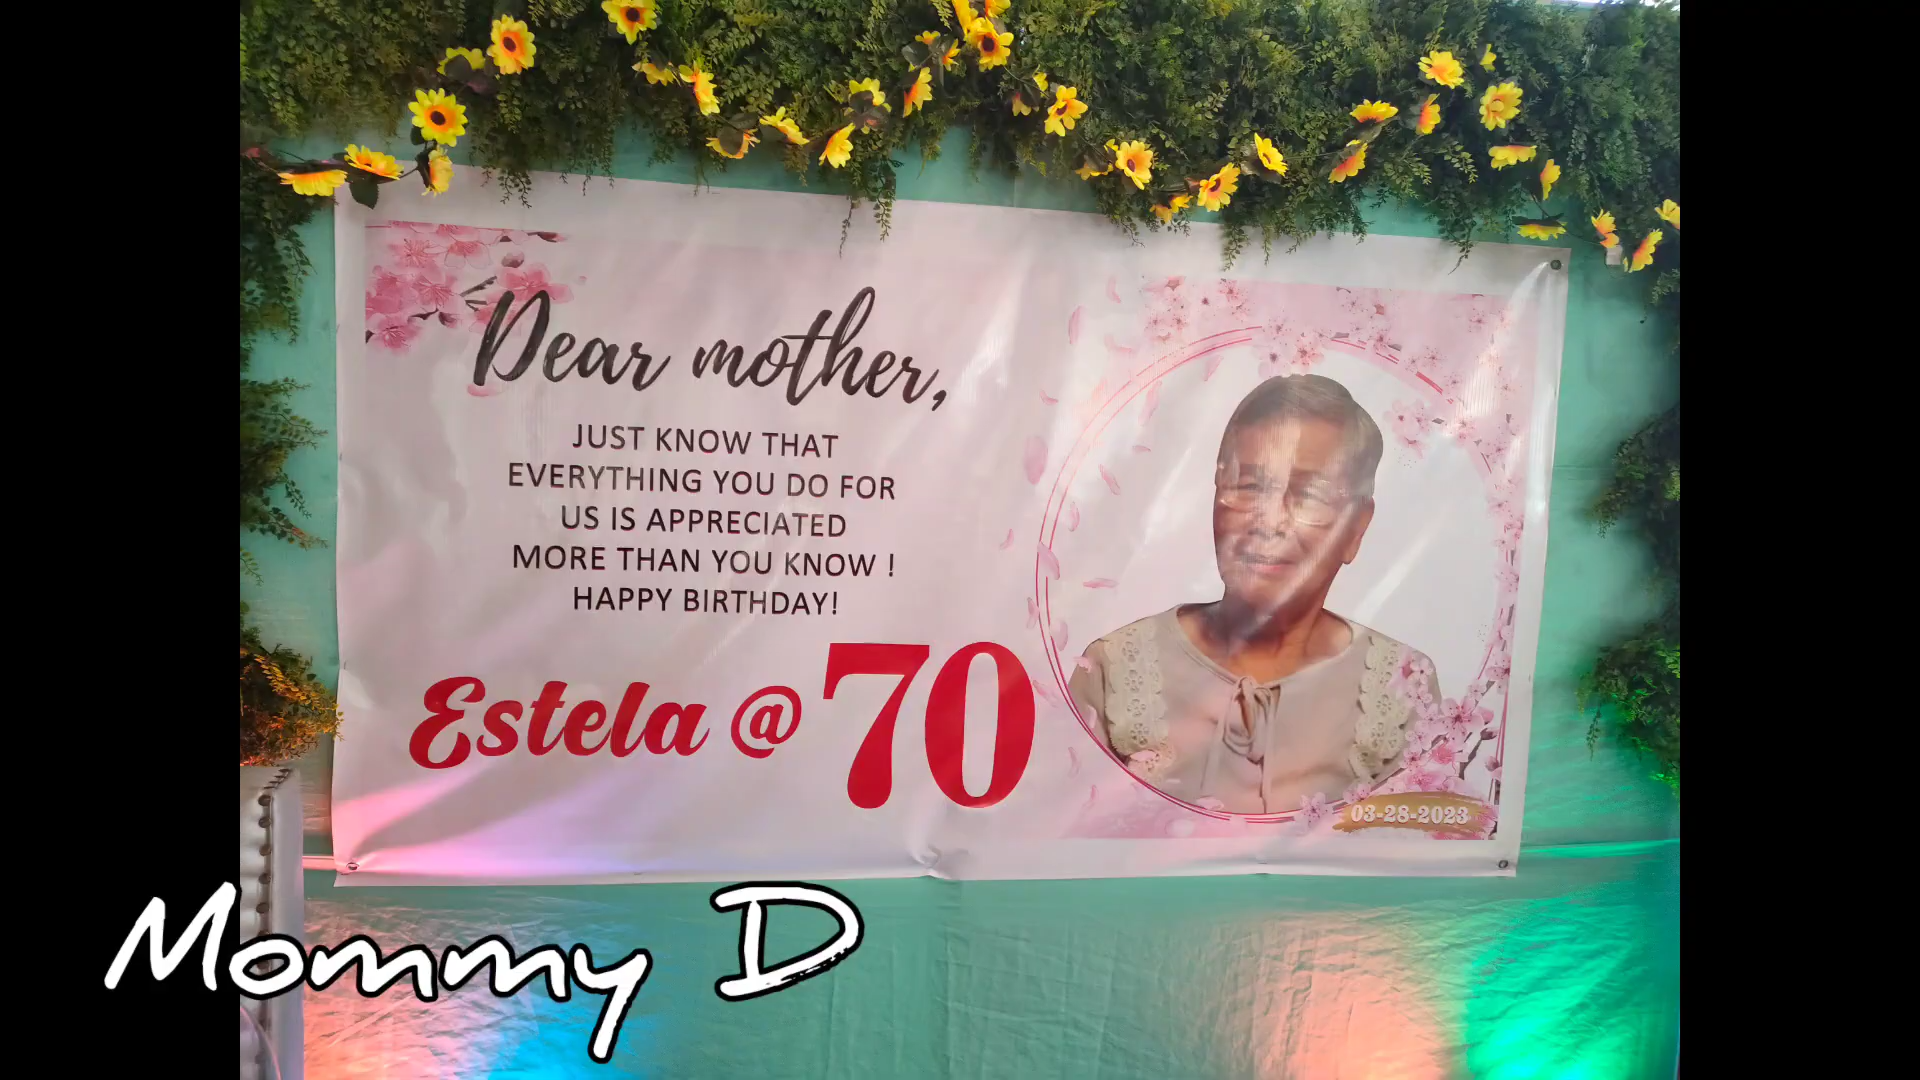 Dear mother,
JUST KNOW THAT
EVERYTHING YOU DO FOR
US IS APPRECIATED
MORE THAN YOU KNOW !
HAPPY BIRTHDAY!
Estela @ 70
03-28-2023
Mommy D